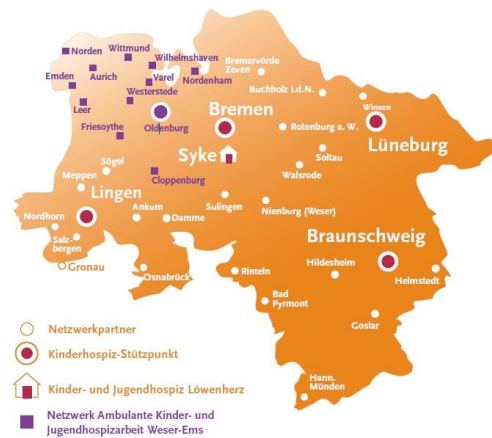 Norden
Wittmund
Wilhelmshaven
Bremervörde
Zeven
Emden
Aurich
Varel
Nordenham
Westerstede
Buchholz i.d.N.
Winsen
Leer
Bremen
Friesoythe
Oldenburg
Rotenburg a. W.
Lüneburg
Syke
Soltau
Sögel
Cloppenburg
Walsrode
Meppen
Lingen
Ankum
Sulingen
Nienburg (Weser)
Nordhorn
Damme
Salz-
bergen
Braunschweig
Gronau
Osnabrück
Rinteln
Hildesheim
Helmstedt
Bad
Pyrmont
Goslar
Hann.
Münden
Netzwerkpartner
Kinderhospiz-Stützpunkt
Kinder- und Jugendhospiz Löwenherz
Netzwerk Ambulante Kinder- und
Jugendhospizarbeit Weser-Ems